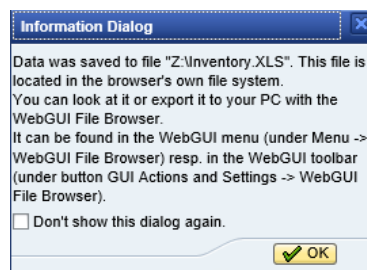 Information Dialog
Data was saved to file "Z:\Inventory.XLS". This file is
located in the browser's own file system.
You can look at it or export it to your PC with the
WebGUI File Browser.
It can be found in the WebGUI menu (under Menu ->
WebGUI File Browser) resp. in the WebGUI toolbar
(under button GUI Actions and Settings -> WebGUI
File Browser).
Don't show this dialog again.
OK